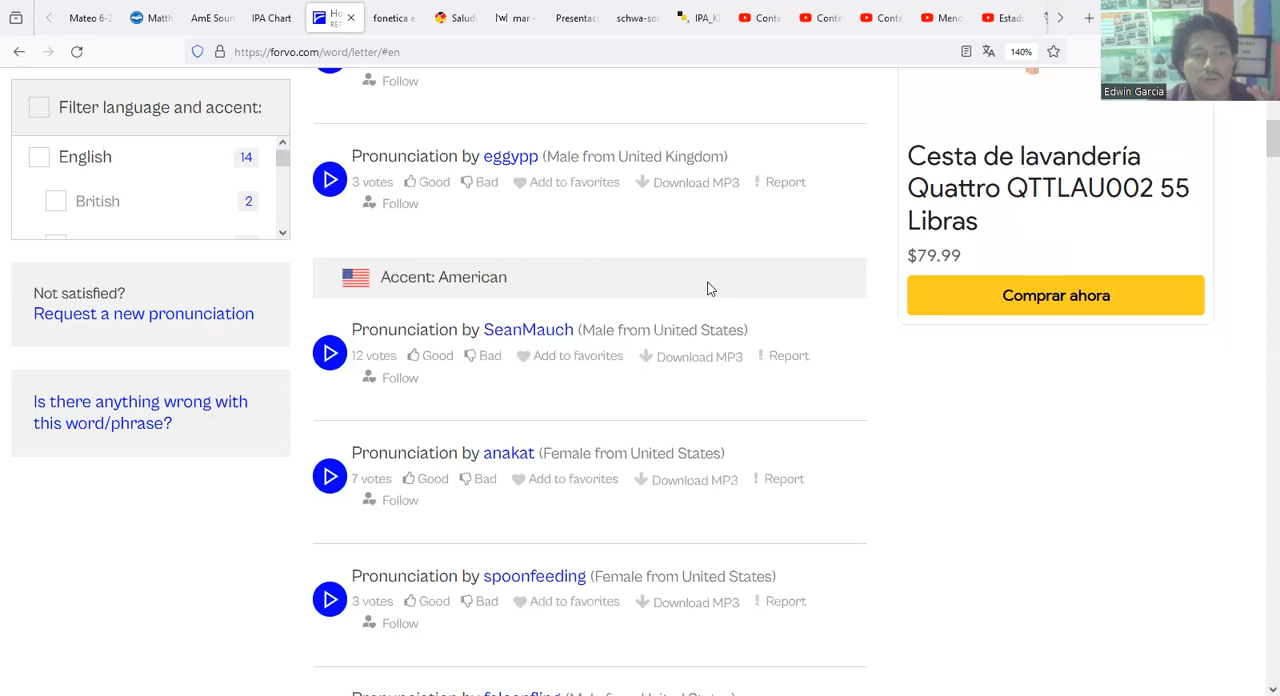 Mateo 6-2
Matth
AmE Soun
IPA Chart
fonetica e
Salud
mar
Presentaci
schwa-sou
IPA_K
Conte
Conte
Conte
Menc
Estad
https://forvo.com/word/letter/#en
140%
Edwin Garcia
Filter language and accent:
English 14
British 2
Not satisfied?
Request a new pronunciation
Is there anything wrong with
this word/phrase?
Follow
Pronunciation by eggypp (Male from United Kingdom)
3 votes Good Bad Add to favorites Download MP3 Report
Follow
Accent: American
Pronunciation by SeanMauch (Male from United States)
12 votes Good Bad Add to favorites Download MP3 Report
Follow
Pronunciation by anakat (Female from United States)
7 votes Good Bad Add to favorites Download MP3 Report
Follow
Pronunciation by spoonfeeding (Female from United States)
3 votes Good Bad Add to favorites Download MP3 Report
Follow
Cesta de lavandería
Quattro QTTLAU002 55
Libras
$79.99
Comprar ahora